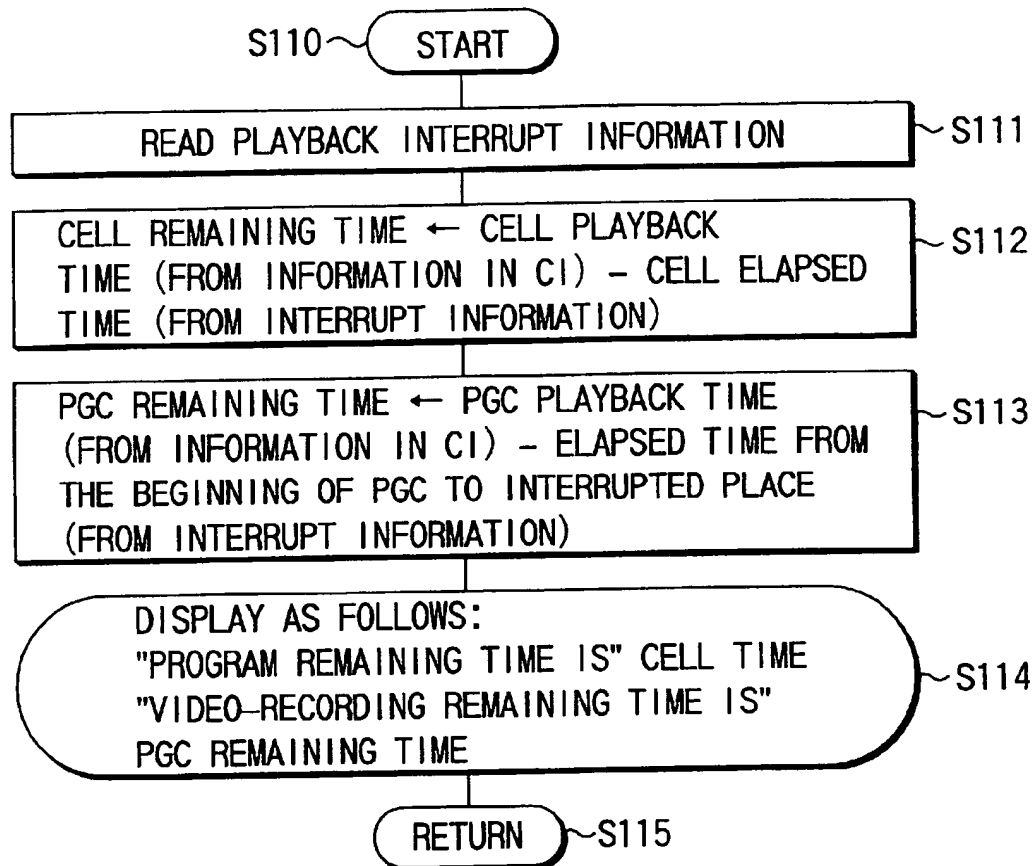 S110
START
READ PLAYBACK INTERRUPT INFORMATION
S111
CELL REMAINING TIME ← CELL PLAYBACK
TIME (FROM INFORMATION IN CI) – CELL ELAPSED
TIME (FROM INTERRUPT INFORMATION)
S112
PGC REMAINING TIME ← PGC PLAYBACK TIME
(FROM INFORMATION IN CI) – ELAPSED TIME FROM
THE BEGINNING OF PGC TO INTERRUPTED PLACE
(FROM INTERRUPT INFORMATION)
S113
DISPLAY AS FOLLOWS:
"PROGRAM REMAINING TIME IS" CELL TIME
"VIDEO–RECORDING REMAINING TIME IS"
PGC REMAINING TIME
S114
RETURN
S115